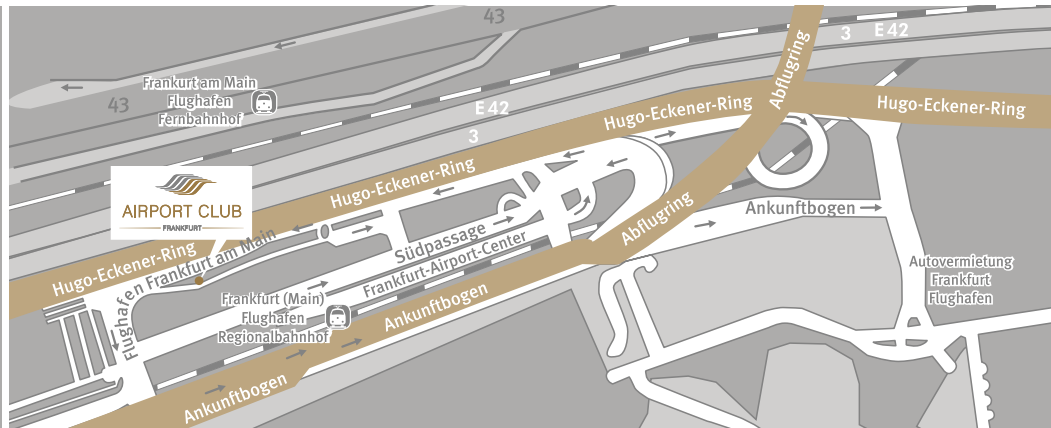 43
3
E 42
Frankurt am Main
Flughafen
Fernbahnhof
43
E 42
3
Abflugring
Hugo-Eckener-Ring
Hugo-Eckener-Ring
Hugo-Eckener-Ring
AIRPORT CLUB
FRANKFURT
Hugo-Eckener-Ring
Flughafen Frankfurt am Main
Südpassage
Frankfurt-Airport-Center
Abflugring
Ankunftbogen
Autovermietung
Frankfurt
Flughafen
Frankfurt (Main)
Flughafen
Regionalbahnhof
Ankunftbogen
Ankunftbogen